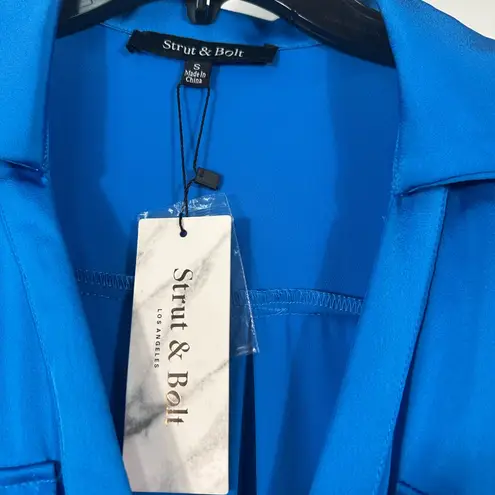 Strut & Bolt
S
Made In
China
Strut & Bolt
LOS ANGELES